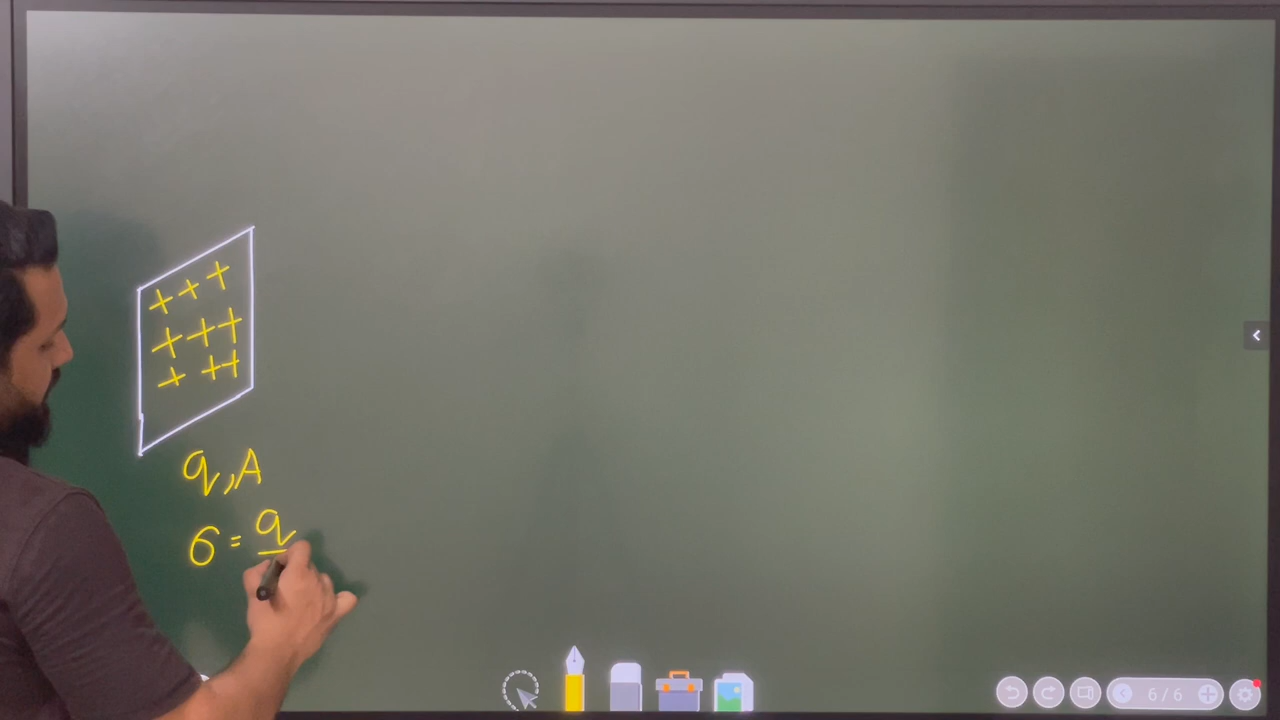 + + +
+ + +
+ + +
q, A
σ = q
6/6